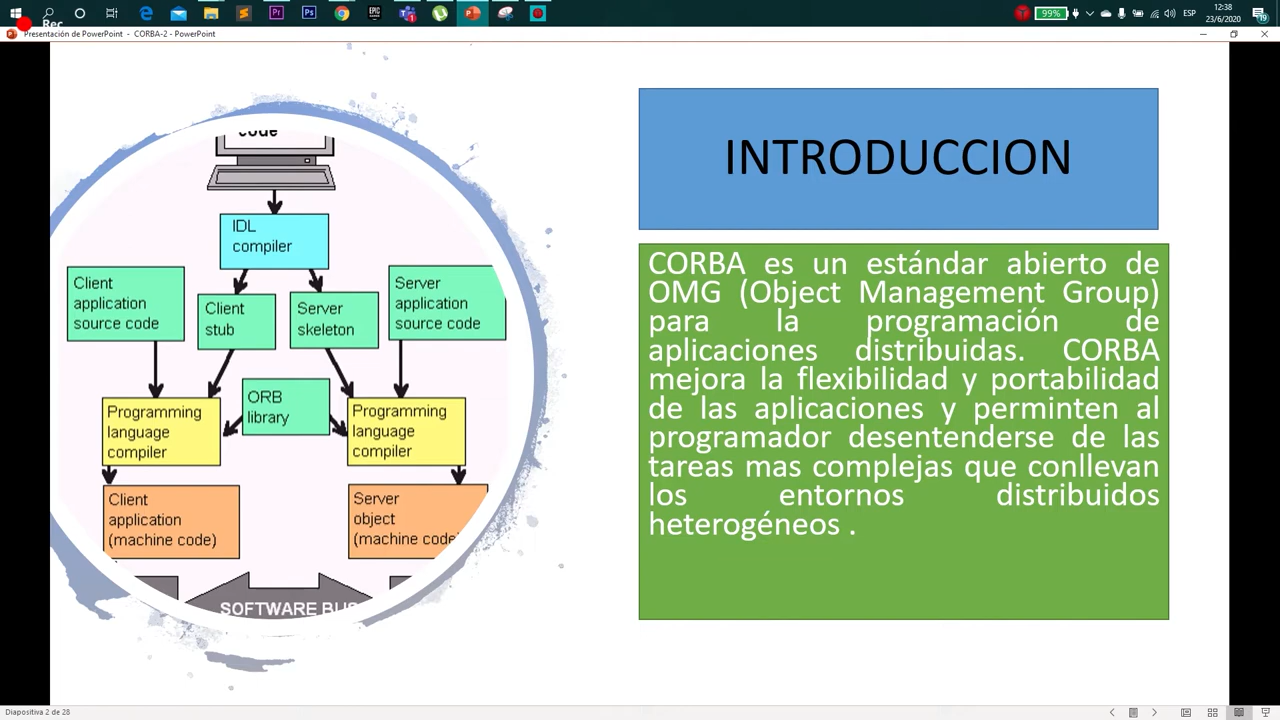 Rec
99%
ESP
12:38
23/6/2020
19
Presentación de PowerPoint - CORBA-2 - PowerPoint
code
IDL
compiler
Client
application
source code
Client
stub
Server
skeleton
Server
application
source code
ORB
library
Programming
language
compiler
Programming
language
compiler
Client
application
(machine code)
Server
object
(machine code)
SOFTWARE BUS
INTRODUCCION
CORBA es un estándar abierto de
OMG (Object Management Group)
para la programación de
aplicaciones distribuidas. CORBA
mejora la flexibilidad y portabilidad
de las aplicaciones y perminten al
programador desentenderse de las
tareas mas complejas que conllevan
los entornos distribuidos
heterogéneos .
Diapositiva 2 de 28